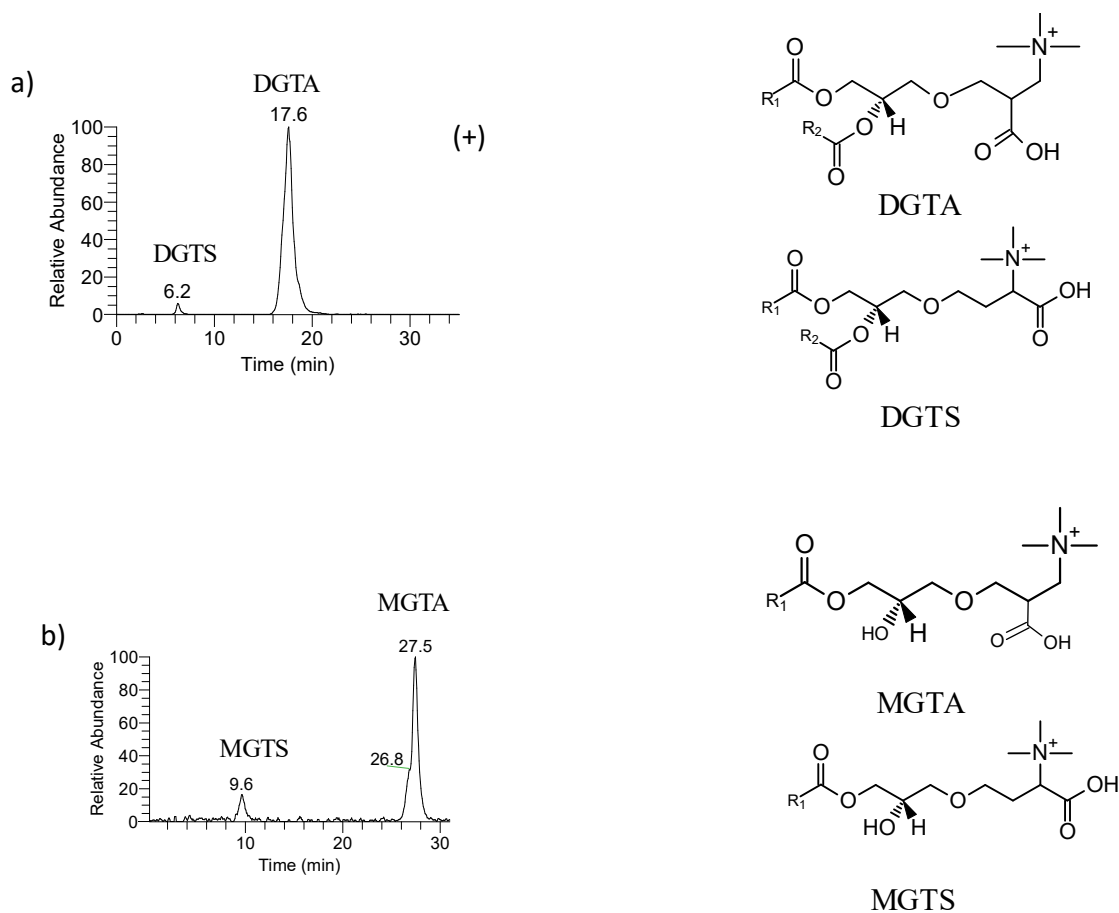 a)
DGTA
17.6
(+)
Relative Abundance
100
80
60
40
20
0
DGTS
6.2
0
10
20
30
Time (min)
O
R1
O
O
H
R2
O
O
N+
O
OH
DGTA
O
R1
O
O
H
R2
O
O
N+
OH
O
DGTS
b)
MGTA
27.5
26.8
Relative Abundance
100
80
60
40
20
0
MGTS
9.6
10
20
30
Time (min)
O
R1
O
HO
H
O
N+
O
OH
MGTA
O
R1
O
HO
H
O
N+
OH
O
MGTS